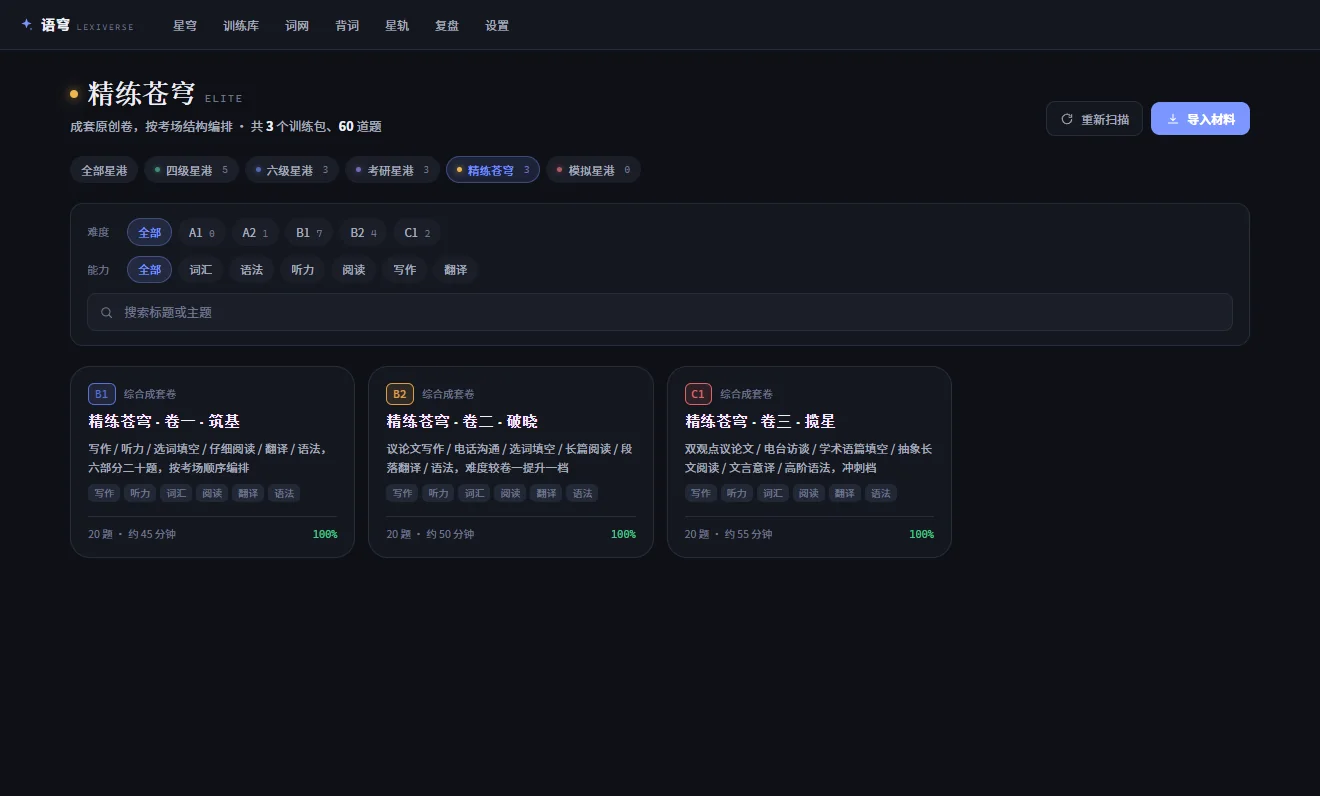 语穹 LEXIVERSE 星穹 训练库 词网 背词 星轨 复盘 设置
精练苍穹 ELITE
成套原创卷，按考场结构编排 · 共 3 个训练包、60 道题
重新扫描 导入材料
全部星港 四级星港 5 六级星港 3 考研星港 3 精练苍穹 3 模拟星港 0
难度 全部 A1 0 A2 1 B1 7 B2 4 C1 2
能力 全部 词汇 语法 听力 阅读 写作 翻译
搜索标题或主题
B1 综合成套卷
精练苍穹 · 卷一 · 筑基
写作 / 听力 / 选词填空 / 仔细阅读 / 翻译 / 语法，
六部分二十题，按考场顺序编排
写作 听力 词汇 阅读 翻译 语法
20 题 · 约 45 分钟 100%
B2 综合成套卷
精练苍穹 · 卷二 · 破晓
议论文写作 / 电话沟通 / 选词填空 / 长篇阅读 / 段
落翻译 / 语法，难度较卷一提升一档
写作 听力 词汇 阅读 翻译 语法
20 题 · 约 50 分钟 100%
C1 综合成套卷
精练苍穹 · 卷三 · 揽星
双观点议论文 / 电台访谈 / 学术语篇填空 / 抽象长
文阅读 / 文言意译 / 高阶语法，冲刺档
写作 听力 词汇 阅读 翻译 语法
20 题 · 约 55 分钟 100%